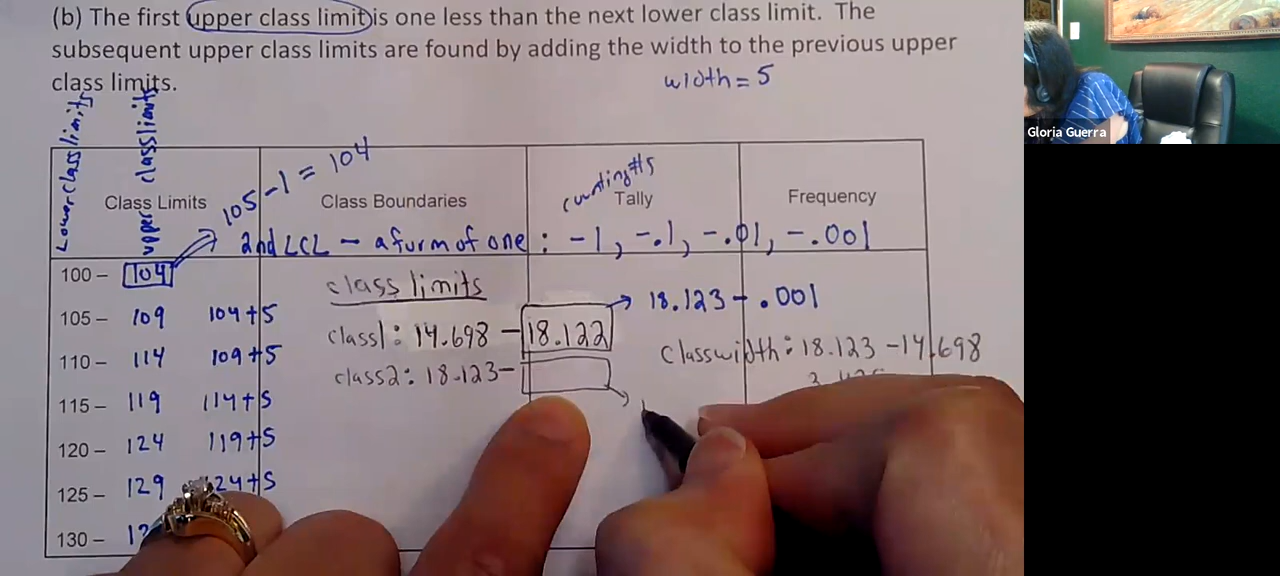 (b) The first upper class limit is one less than the next lower class limit. The
subsequent upper class limits are found by adding the width to the previous upper
class limits.
width = 5
Lower class limits
upper class limits
Class Limits
105 - 1 = 104
Class Boundaries
counting #s
Tally
Frequency
2nd LCL - a form of one : -1, -.1, -.01, -.001
100 - 104
105 - 109 104+5
110 - 114 109+5
115 - 119 114+5
120 - 124 119+5
125 - 129 124+5
130 -
class limits
class1: 14.698 - 18.122
18.123 - .001
class2: 18.123 -
Classwidth: 18.123 - 14.698
Gloria Guerra